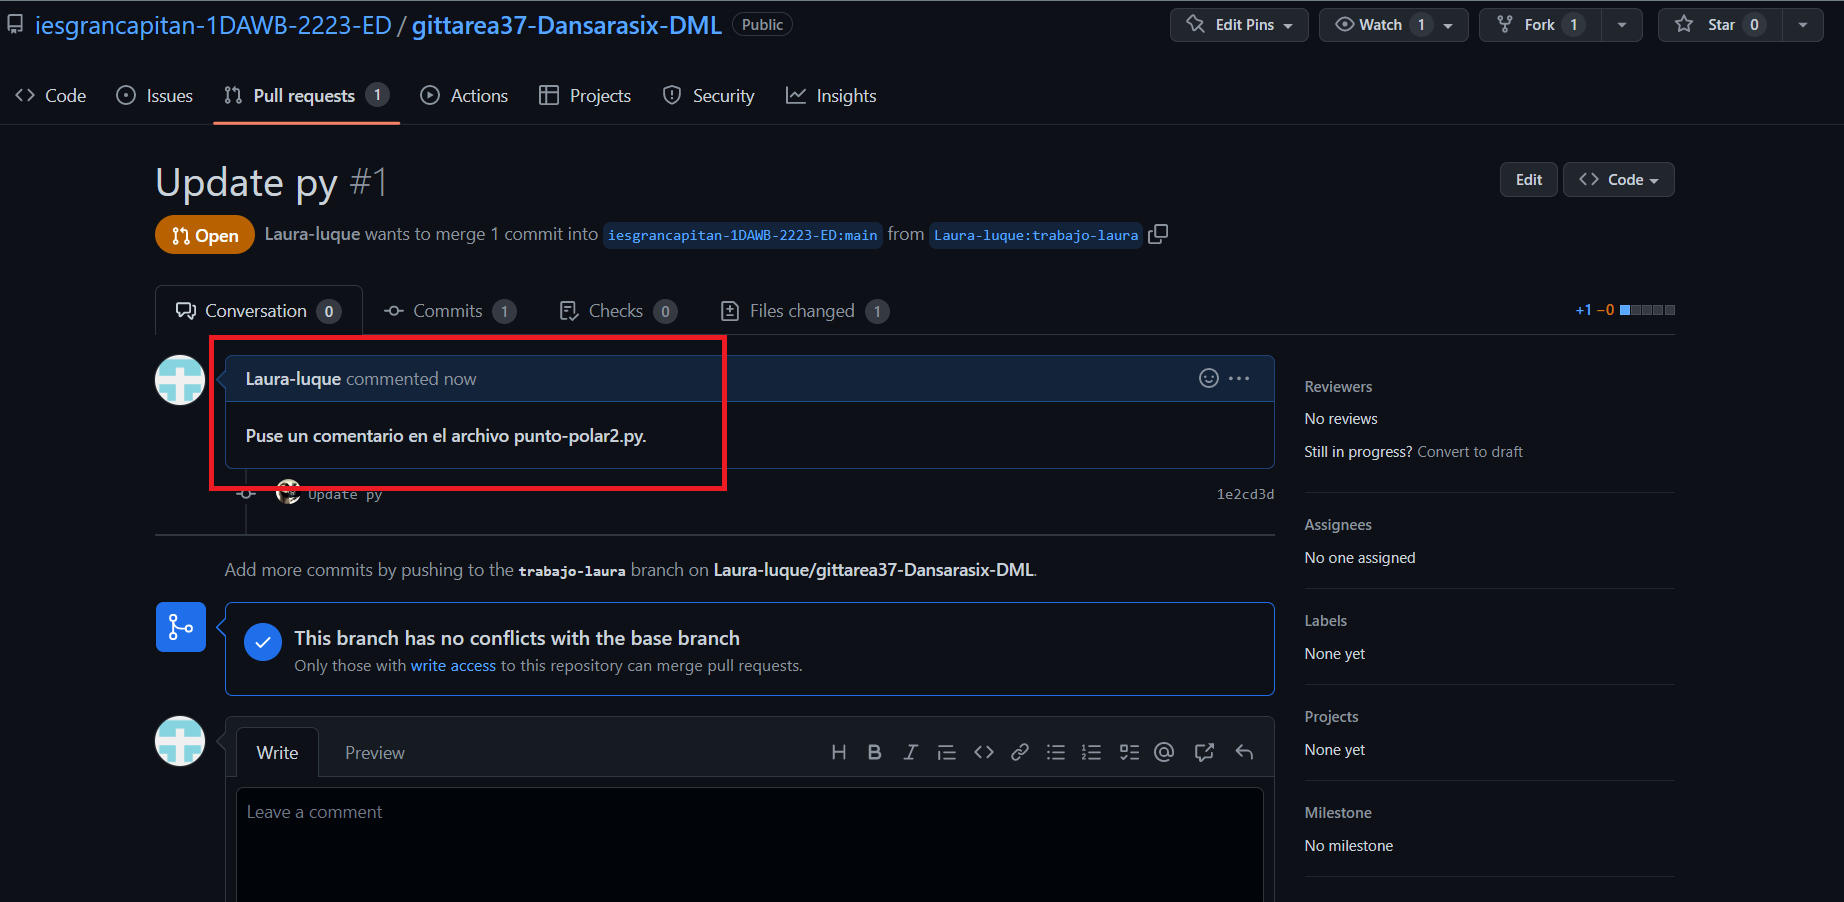 iesgrancapitan-1DAWB-2223-ED / gittarea37-Dansarasix-DML Public
Edit Pins Watch 1 Fork 1 Star 0
Code Issues Pull requests 1 Actions Projects Security Insights
Update py #1
Edit Code
Open Laura-luque wants to merge 1 commit into iesgrancapitan-1DAWB-2223-ED:main from Laura-luque:trabajo-laura
Conversation 0 Commits 1 Checks 0 Files changed 1 +1 −0
Laura-luque commented now
Puse un comentario en el archivo punto-polar2.py.
Update py 1e2cd3d
Add more commits by pushing to the trabajo-laura branch on Laura-luque/gittarea37-Dansarasix-DML.
This branch has no conflicts with the base branch
Only those with write access to this repository can merge pull requests.
Write Preview
Leave a comment
Reviewers
No reviews
Still in progress? Convert to draft
Assignees
No one assigned
Labels
None yet
Projects
None yet
Milestone
No milestone